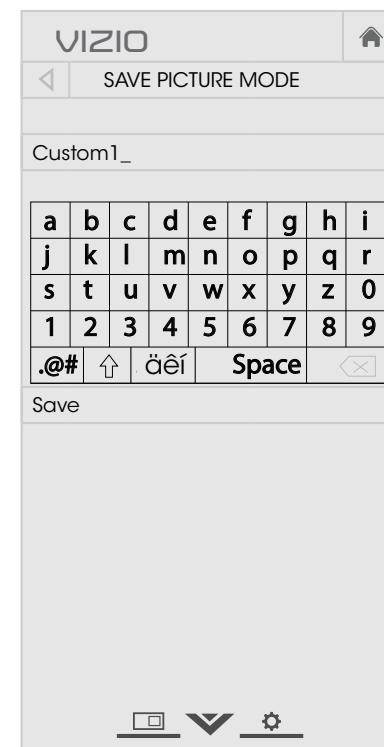 VIZIO
SAVE PICTURE MODE
Custom1_
a b c d e f g h i
j k l m n o p q r
s t u v w x y z 0
1 2 3 4 5 6 7 8 9
.@# äêí Space
Save